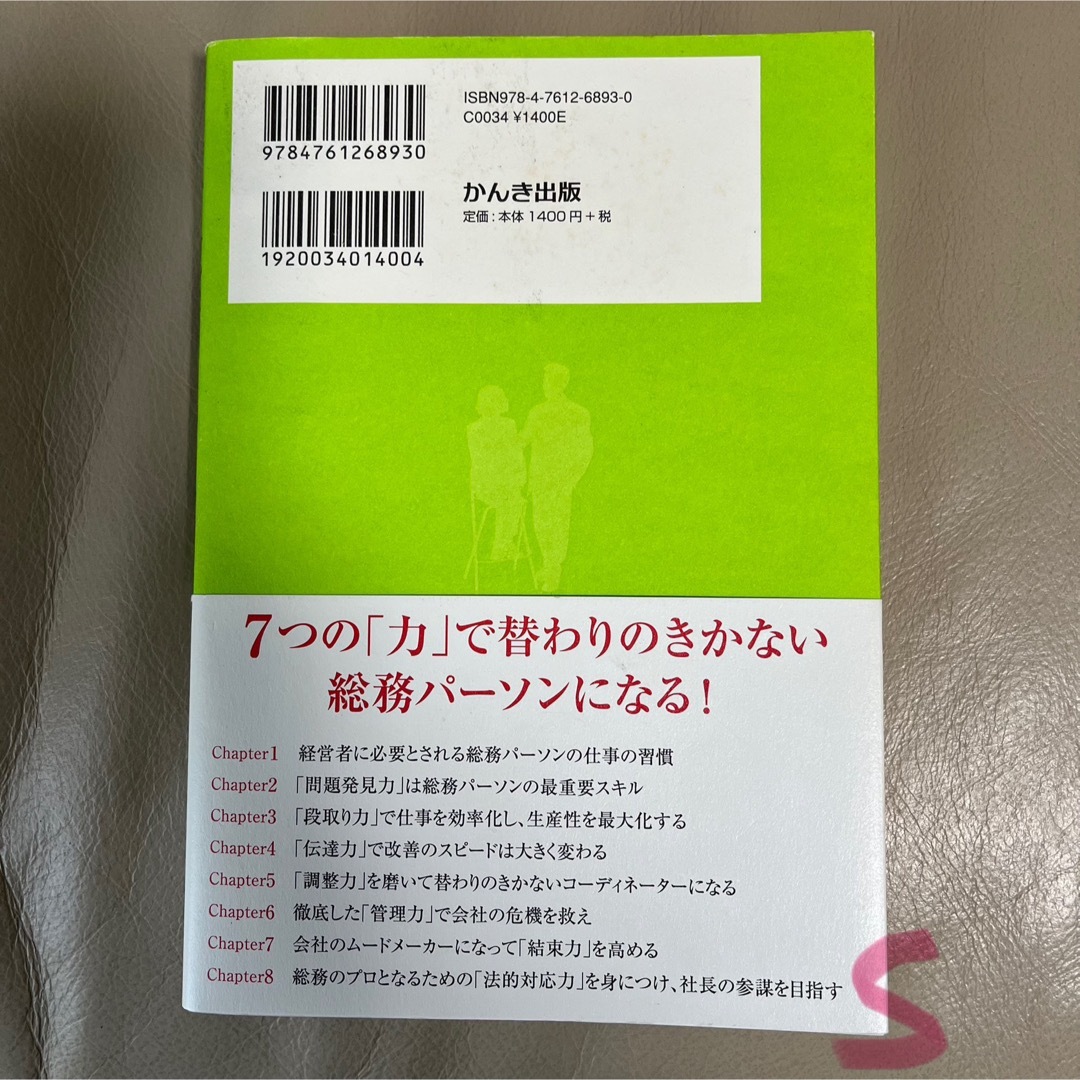 ISBN978-4-7612-6893-0
C0034 ¥1400E
9784761268930
かんき出版
定価:本体1400円+税
1920034014004
7つの「力」で替わりのきかない
総務パーソンになる!
Chapter1 経営者に必要とされる総務パーソンの仕事の習慣
Chapter2 「問題発見力」は総務パーソンの最重要スキル
Chapter3 「段取り力」で仕事を効率化し、生産性を最大化する
Chapter4 「伝達力」で改善のスピードは大きく変わる
Chapter5 「調整力」を磨いて替わりのきかないコーディネーターになる
Chapter6 徹底した「管理力」で会社の危機を救え
Chapter7 会社のムードメーカーになって「結束力」を高める
Chapter8 総務のプロとなるための「法的対応力」を身につけ、社長の参謀を目指す
S